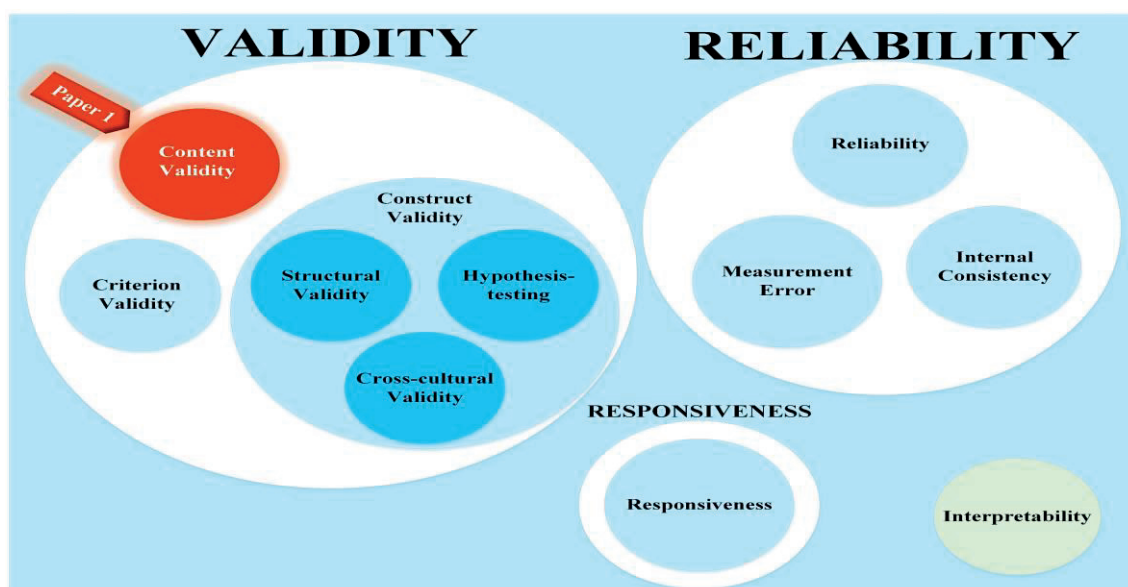 VALIDITY
RELIABILITY
Paper 1
Content
Validity
Construct
Validity
Criterion
Validity
Structural
Validity
Hypothesis-
testing
Cross-cultural
Validity
Reliability
Measurement
Error
Internal
Consistency
RESPONSIVENESS
Responsiveness
Interpretability